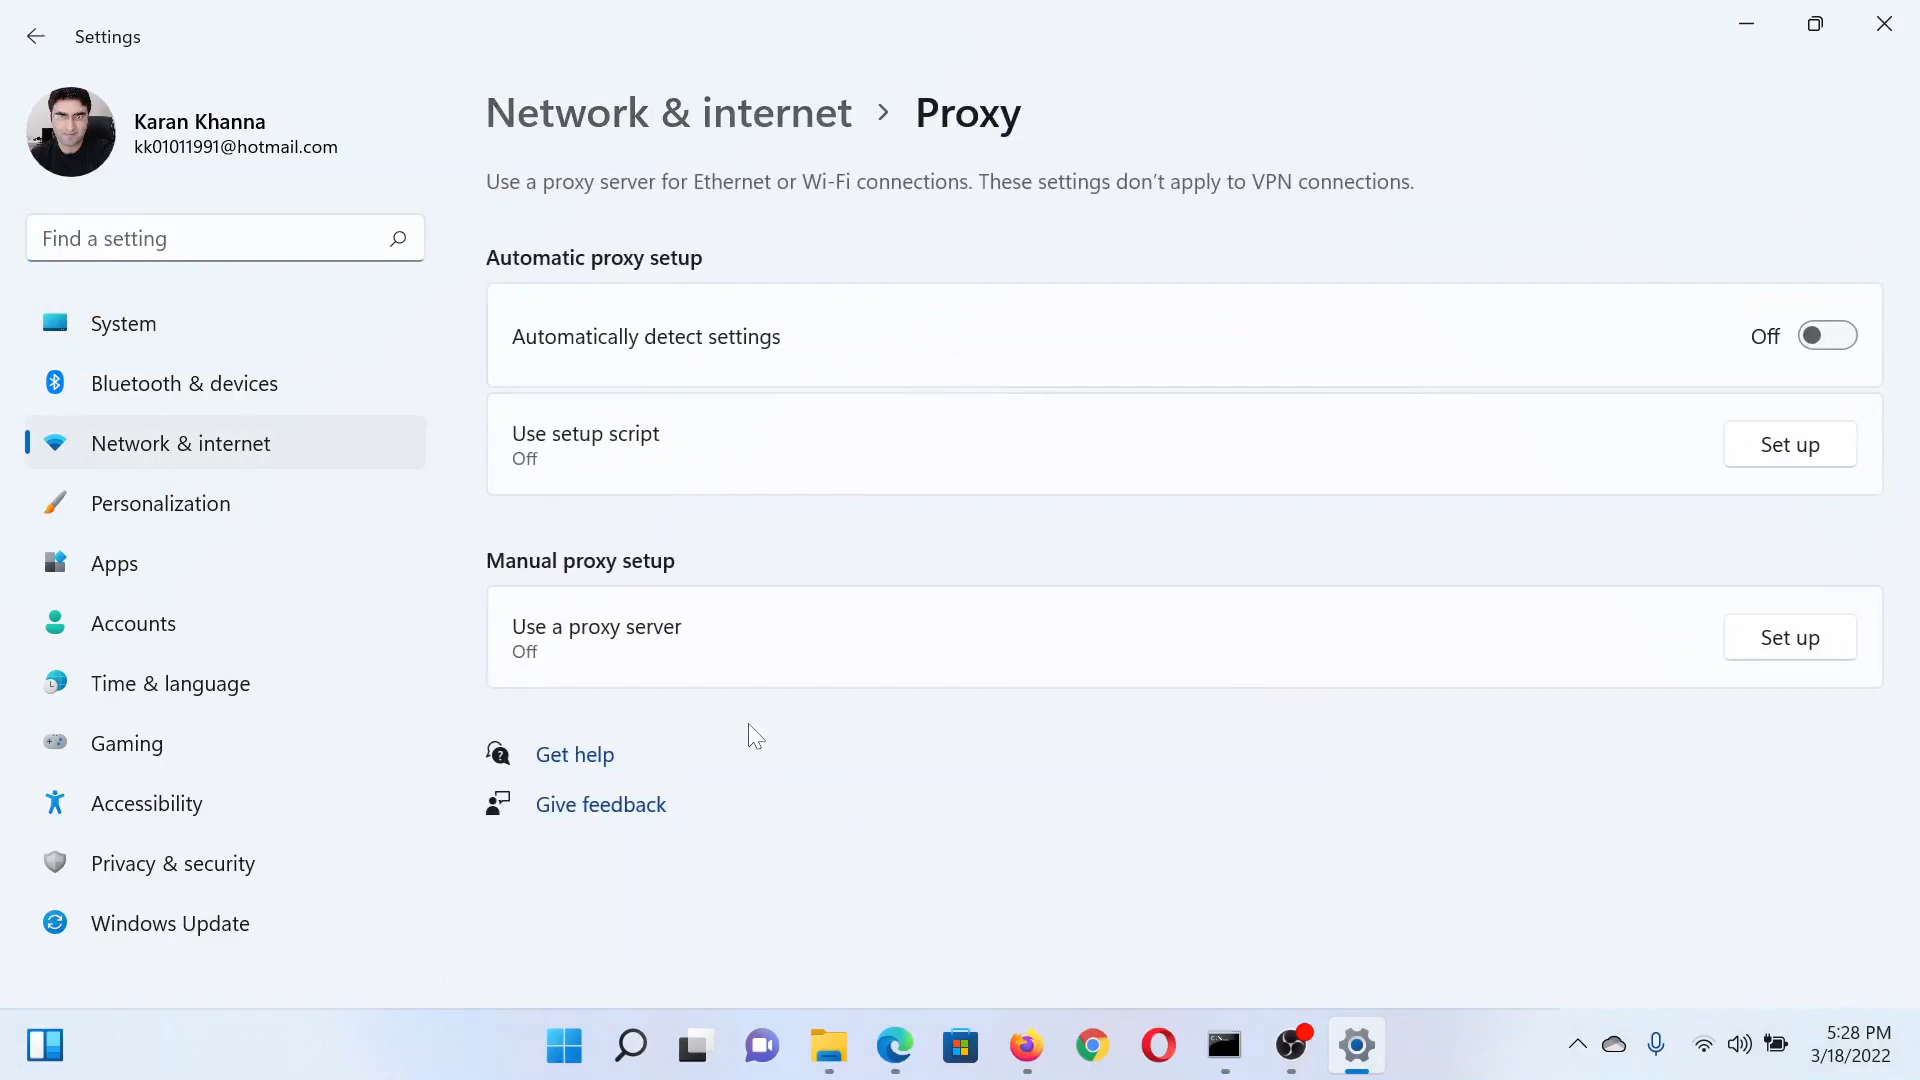 Settings
Karan Khanna
kk01011991@hotmail.com
Find a setting
System
Bluetooth & devices
Network & internet
Personalization
Apps
Accounts
Time & language
Gaming
Accessibility
Privacy & security
Windows Update
Network & internet › Proxy
Use a proxy server for Ethernet or Wi-Fi connections. These settings don't apply to VPN connections.
Automatic proxy setup
Automatically detect settings
Off
Use setup script
Off
Set up
Manual proxy setup
Use a proxy server
Off
Set up
Get help
Give feedback
5:28 PM
3/18/2022